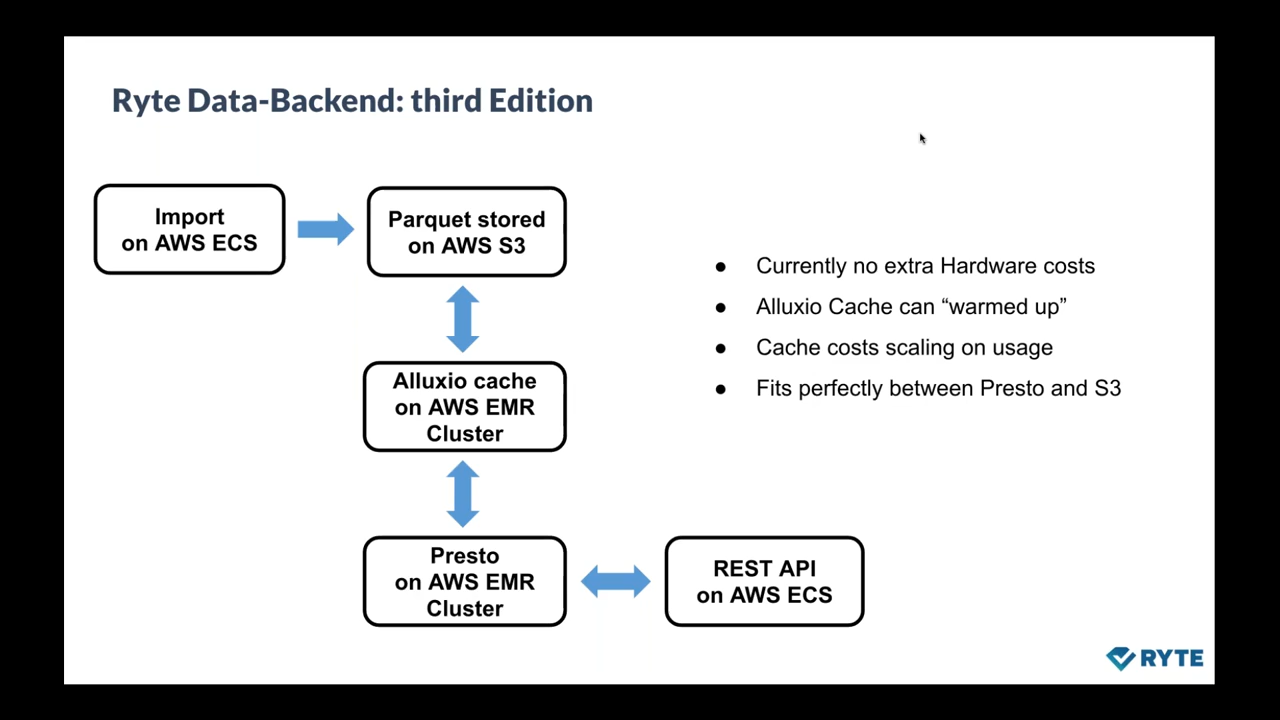 Ryte Data-Backend: third Edition
Import
on AWS ECS
Parquet stored
on AWS S3
Alluxio cache
on AWS EMR
Cluster
Presto
on AWS EMR
Cluster
REST API
on AWS ECS
● Currently no extra Hardware costs
● Alluxio Cache can “warmed up”
● Cache costs scaling on usage
● Fits perfectly between Presto and S3
RYTE